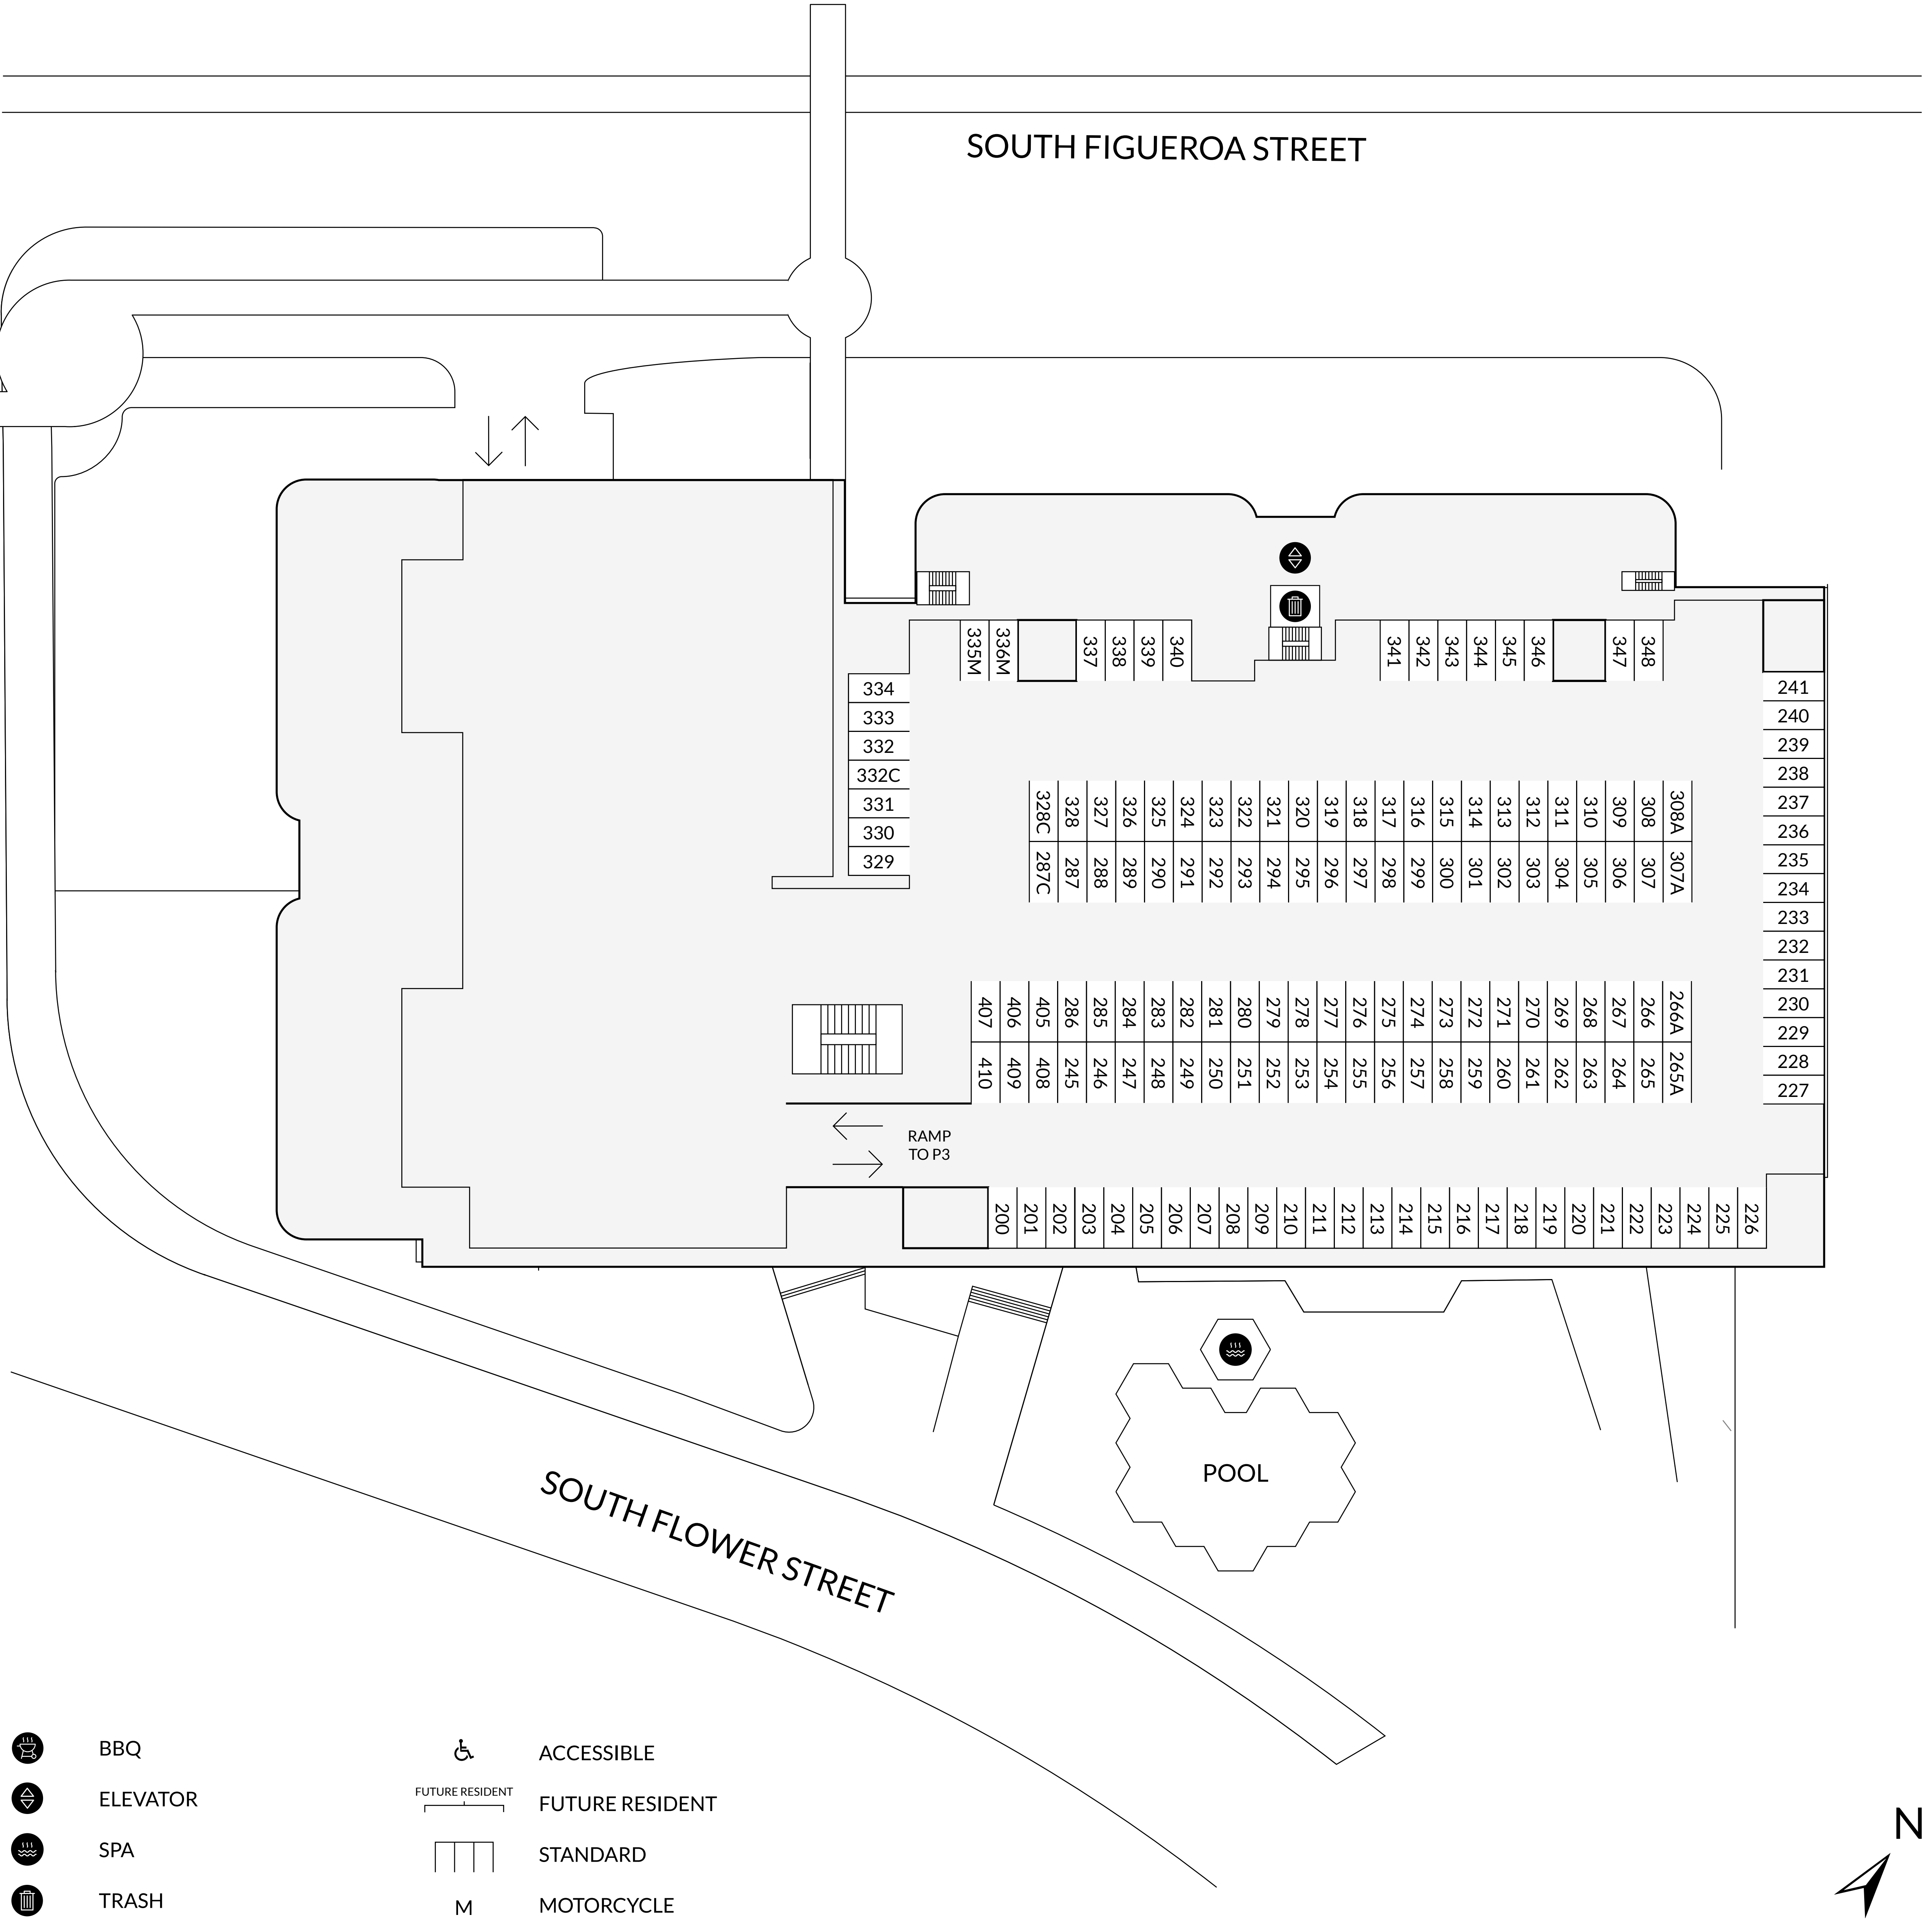 SOUTH FIGUEROA STREET
335M 336M 337 338 339 340 341 342 343 344 345 346 347 348
334
333
332
332C
331
330
329
241
240
239
238
237
236
235
234
233
232
231
230
229
228
227
328C 328 327 326 325 324 323 322 321 320 319 318 317 316 315 314 313 312 311 310 309 308 308A
287C 287 288 289 290 291 292 293 294 295 296 297 298 299 300 301 302 303 304 305 306 307 307A
407 406 405 286 285 284 283 282 281 280 279 278 277 276 275 274 273 272 271 270 269 268 267 266 266A
410 409 408 245 246 247 248 249 250 251 252 253 254 255 256 257 258 259 260 261 262 263 264 265 265A
RAMP
TO P3
200 201 202 203 204 205 206 207 208 209 210 211 212 213 214 215 216 217 218 219 220 221 222 223 224 225 226
POOL
SOUTH FLOWER STREET
BBQ
ELEVATOR
SPA
TRASH
ACCESSIBLE
FUTURE RESIDENT
FUTURE RESIDENT
STANDARD
M
MOTORCYCLE
N